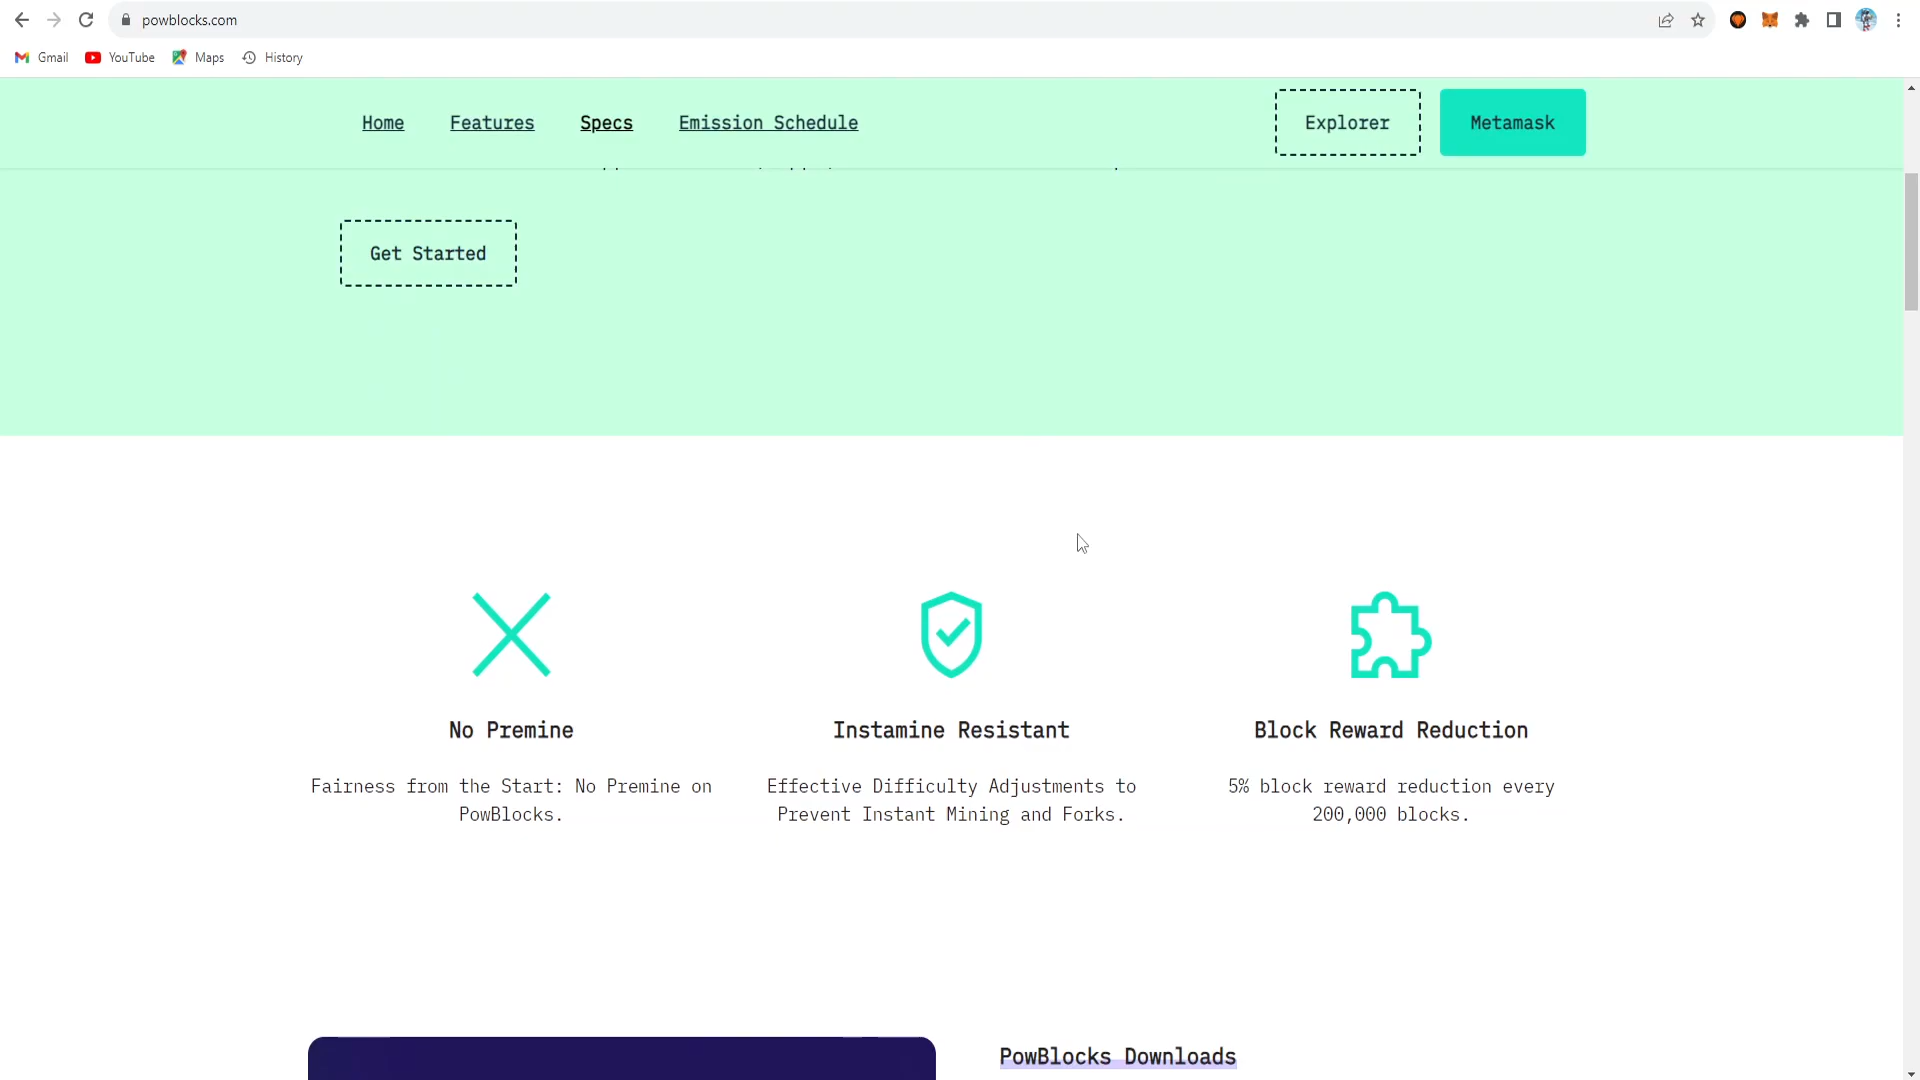 powblocks.com
Gmail YouTube Maps History
Home Features Specs Emission Schedule Explorer Metamask
Get Started
No Premine
Fairness from the Start: No Premine on
PowBlocks.
Instamine Resistant
Effective Difficulty Adjustments to
Prevent Instant Mining and Forks.
Block Reward Reduction
5% block reward reduction every
200,000 blocks.
PowBlocks Downloads